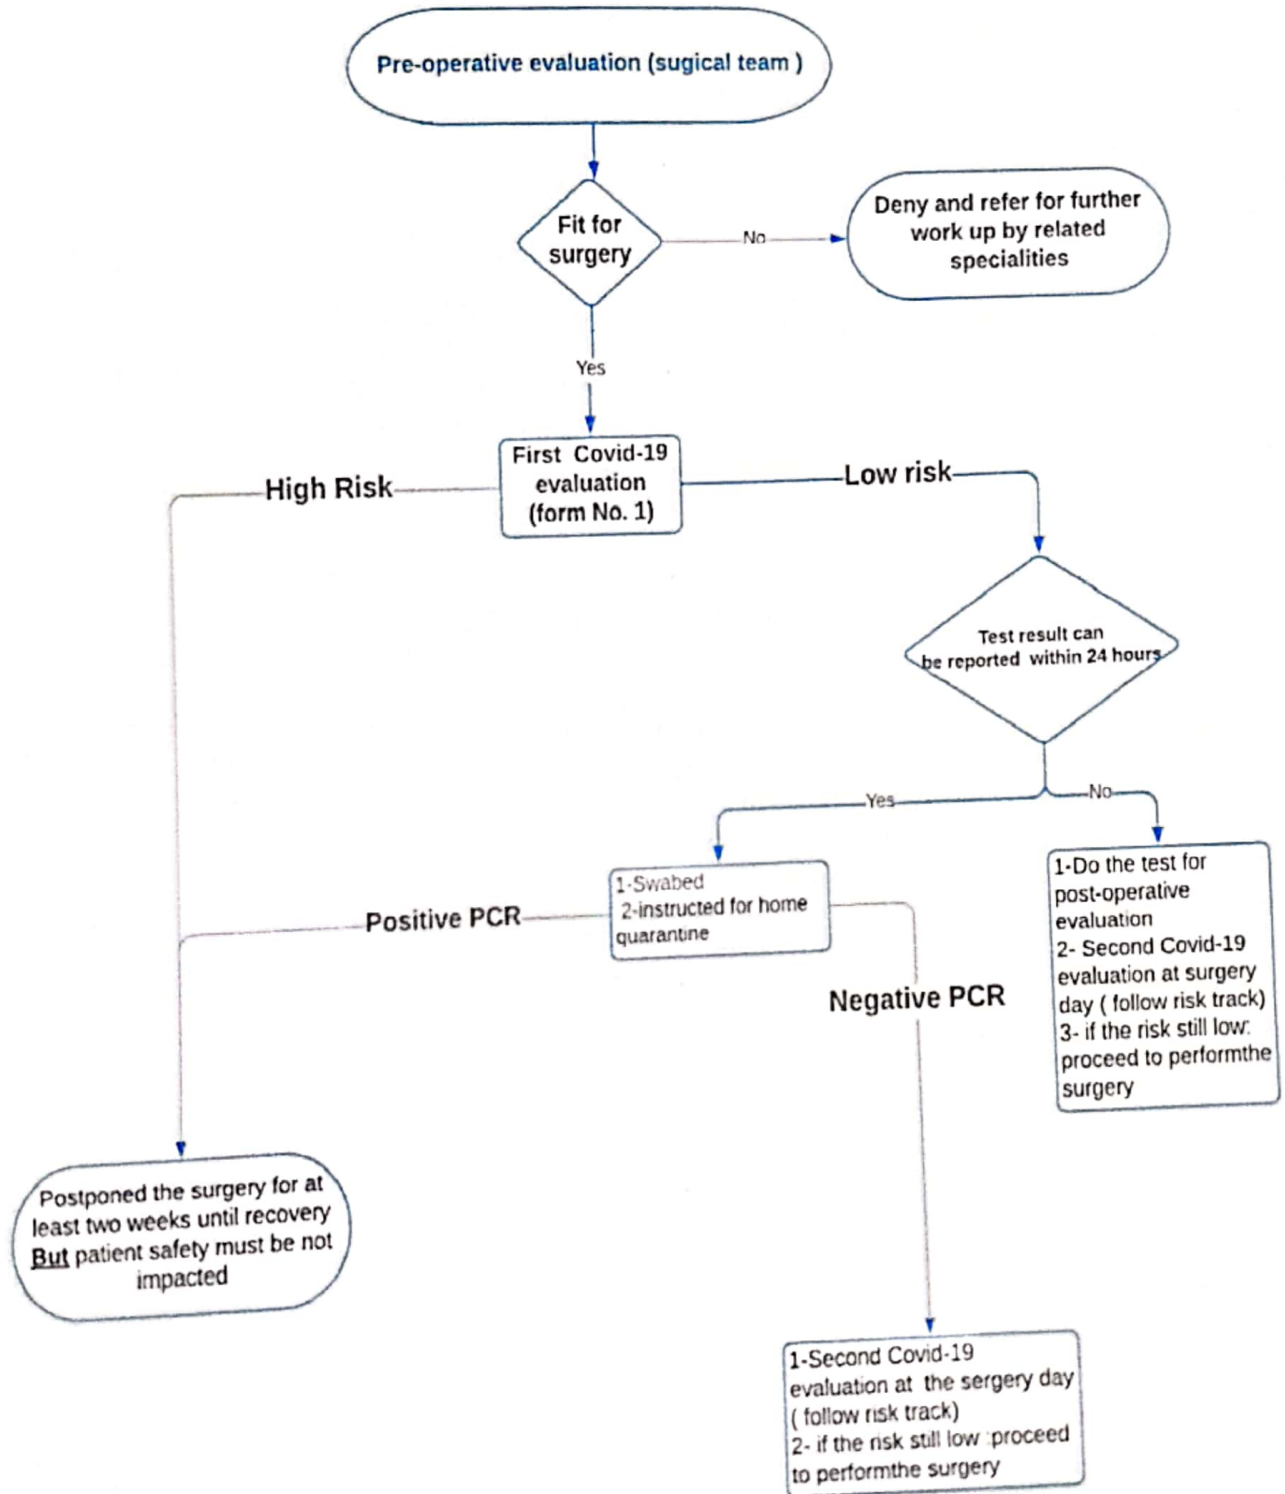 Pre-operative evaluation (sugical team )
Fit for
surgery
No
Deny and refer for further
work up by related
specialities
Yes
First Covid-19
evaluation
(form No. 1)
High Risk
Low risk
Test result can
be reported within 24 hours
Yes
No
1-Swabed
2-instructed for home
quarantine
1-Do the test for
post-operative
evaluation
2- Second Covid-19
evaluation at surgery
day ( follow risk track)
3- if the risk still low:
proceed to performthe
surgery
Positive PCR
Negative PCR
Postponed the surgery for at
least two weeks until recovery
But patient safety must be not
impacted
1-Second Covid-19
evaluation at the sergery day
( follow risk track)
2- if the risk still low :proceed
to performthe surgery